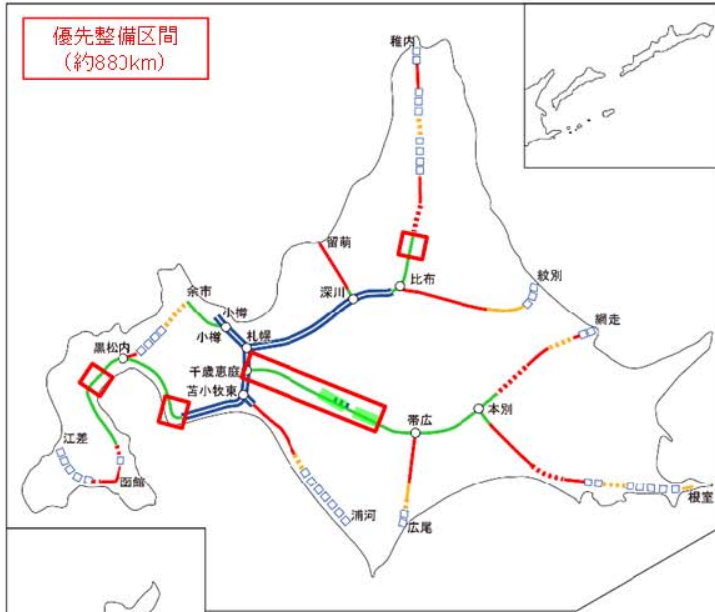 優先整備区間
(約880km)
稚内
留萌
比布
紋別
深川
余市
小樽
小樽
札幌
網走
黒松内
千歳恵庭
苫小牧東
本別
帯広
江差
函館
浦河
広尾
根室